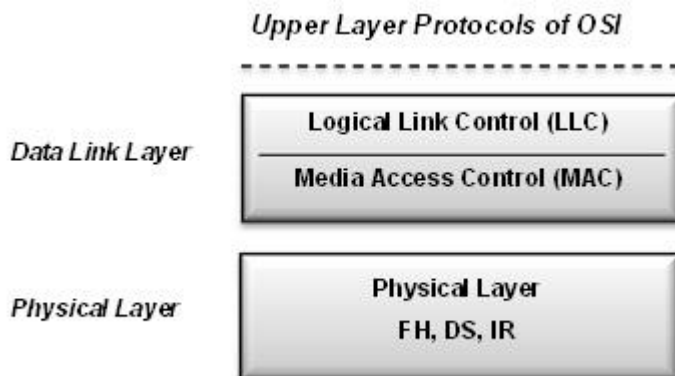 Upper Layer Protocols of OSI
Data Link Layer
Logical Link Control (LLC)
Media Access Control (MAC)
Physical Layer
Physical Layer
FH, DS, IR